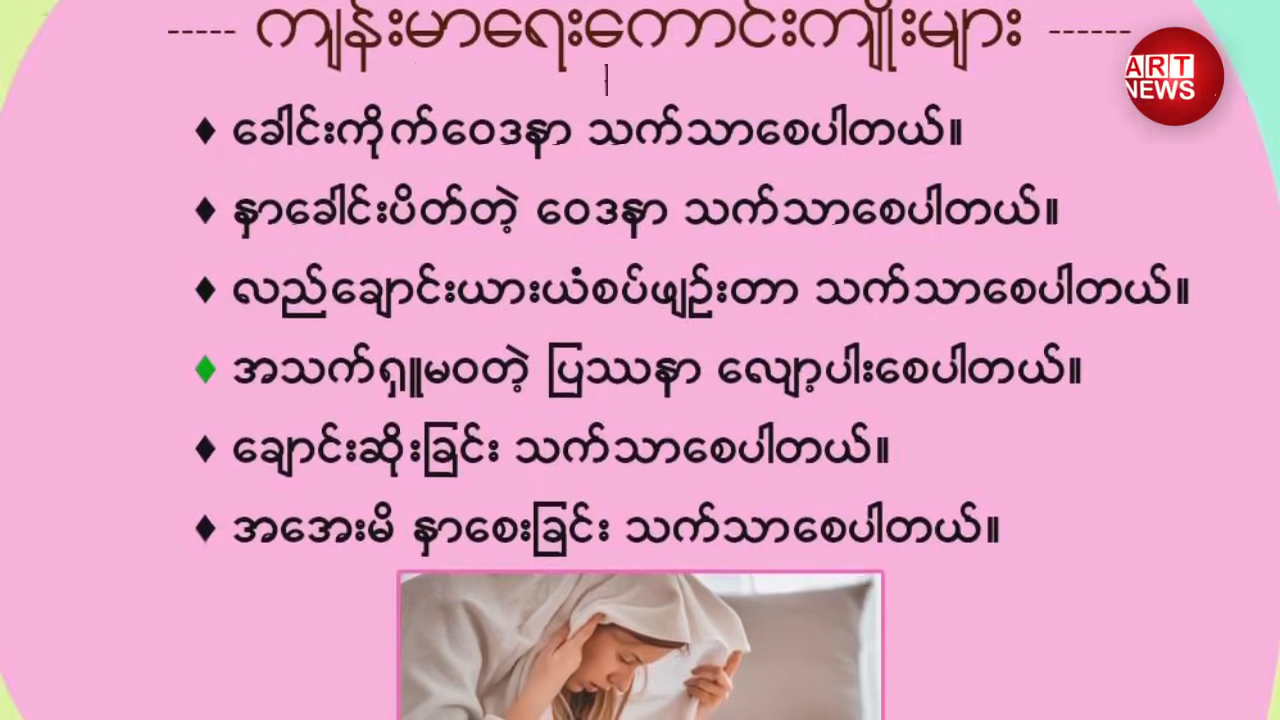 ----- ကျန်းမာရေးကောင်းကျိုးများ ------
ART
NEWS
♦ ခေါင်းကိုက်ဝေဒနာ သက်သာစေပါတယ်။
♦ နှာခေါင်းပိတ်တဲ့ ဝေဒနာ သက်သာစေပါတယ်။
♦ လည်ချောင်းယားယံစပ်ဖျဉ်းတာ သက်သာစေပါတယ်။
♦ အသက်ရှူမဝတဲ့ ပြဿနာ လျော့ပါးစေပါတယ်။
♦ ချောင်းဆိုးခြင်း သက်သာစေပါတယ်။
♦ အအေးမိ နှာစေးခြင်း သက်သာစေပါတယ်။